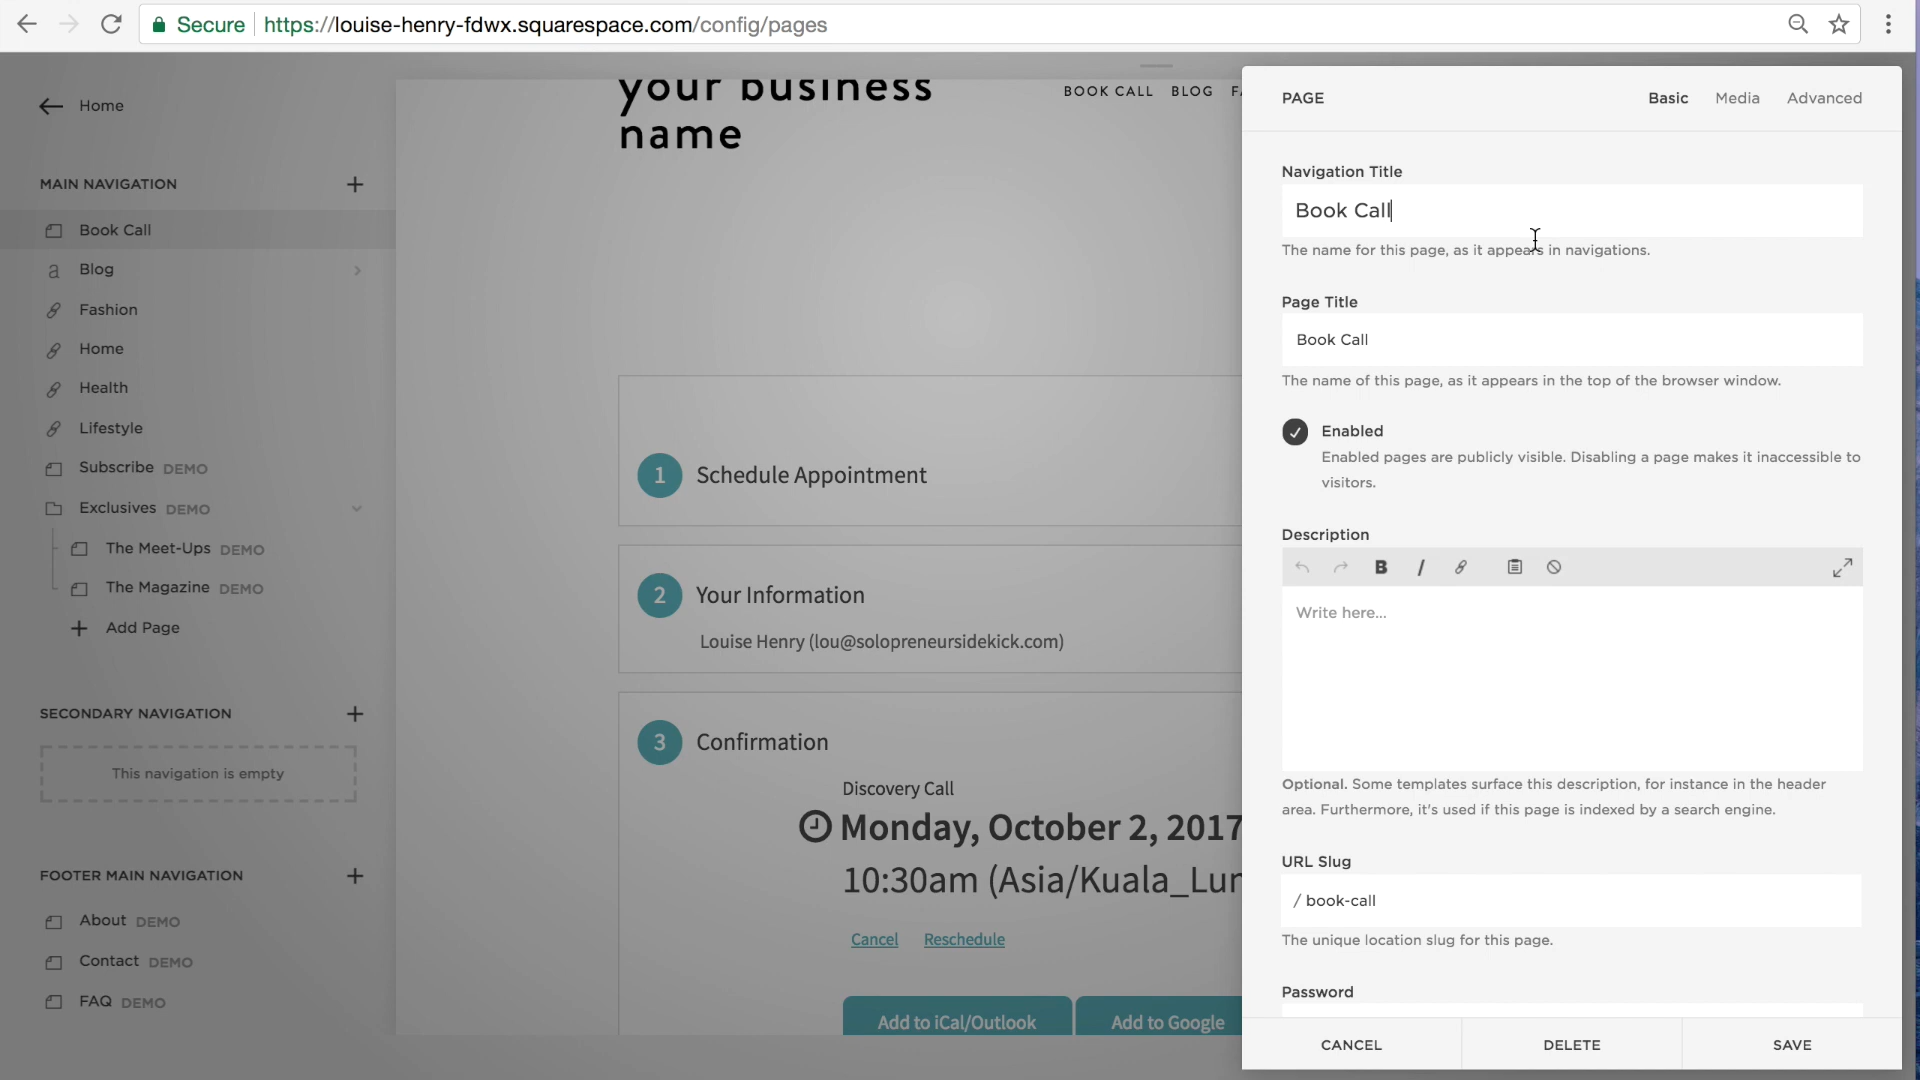 Secure https://louise-henry-fdwx.squarespace.com/config/pages
Home
MAIN NAVIGATION
Book Call
Blog
Fashion
Home
Health
Lifestyle
Subscribe DEMO
Exclusives DEMO
The Meet-Ups DEMO
The Magazine DEMO
Add Page
SECONDARY NAVIGATION
This navigation is empty
FOOTER MAIN NAVIGATION
About DEMO
Contact DEMO
FAQ DEMO
your business
name
BOOK CALL BLOG
1 Schedule Appointment
2 Your Information
Louise Henry (lou@solopreneursidekick.com)
3 Confirmation
Discovery Call
Monday, October 2, 2017
10:30am (Asia/Kuala_Lu
Cancel Reschedule
Add to iCal/Outlook Add to Google
PAGE Basic Media Advanced
Navigation Title
Book Call
The name for this page, as it appears in navigations.
Page Title
Book Call
The name of this page, as it appears in the top of the browser window.
Enabled
Enabled pages are publicly visible. Disabling a page makes it inaccessible to
visitors.
Description
B I
Write here...
Optional. Some templates surface this description, for instance in the header
area. Furthermore, it's used if this page is indexed by a search engine.
URL Slug
/ book-call
The unique location slug for this page.
Password
CANCEL DELETE SAVE